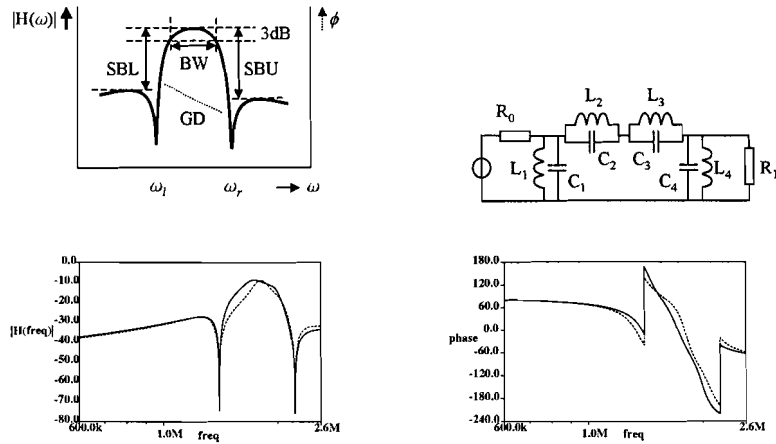 |H(ω)|
ϕ
3dB
SBL
BW
SBU
GD
ω_l
ω_r
ω
R_0
L_2
L_3
C_2
C_3
L_1
C_1
C_4
L_4
R_1
0.0
-10.0
-20.0
-30.0
|H(freq)|
-40.0
-50.0
-60.0
-70.0
-80.0
600.0k
1.0M
freq
2.6M
180.0
120.0
60.0
0.0
phase
-60.0
-120.0
-180.0
-240.0
600.0k
1.0M
freq
2.6M